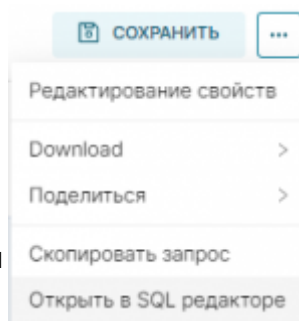 СОХРАНИТЬ ...
Редактирование свойств
Download >
Поделиться >
Скопировать запрос
Открыть в SQL редакторе